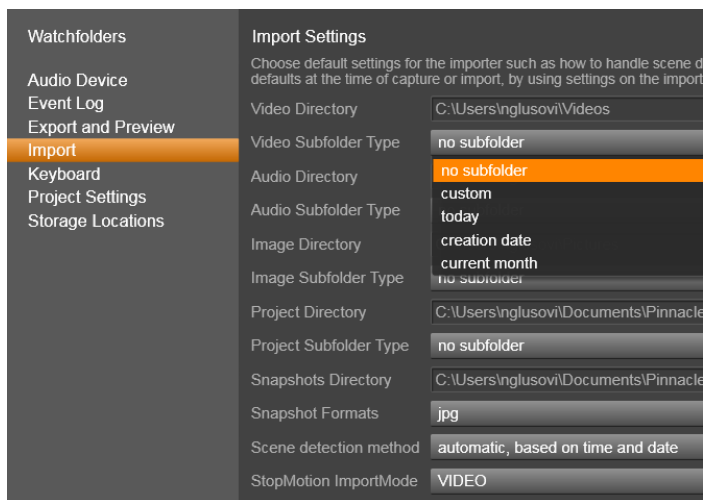 Watchfolders
Audio Device
Event Log
Export and Preview
Import
Keyboard
Project Settings
Storage Locations
Import Settings
Choose default settings for the importer such as how to handle scene d
defaults at the time of capture or import, by using settings on the import
Video Directory C:\Users\nglusovi\Videos
Video Subfolder Type no subfolder
no subfolder
custom
today
creation date
current month
Audio Directory
Audio Subfolder Type
Image Directory
Image Subfolder Type no subfolder
Project Directory C:\Users\nglusovi\Documents\Pinnacle
Project Subfolder Type no subfolder
Snapshots Directory C:\Users\nglusovi\Documents\Pinnacle
Snapshot Formats jpg
Scene detection method automatic, based on time and date
StopMotion ImportMode VIDEO